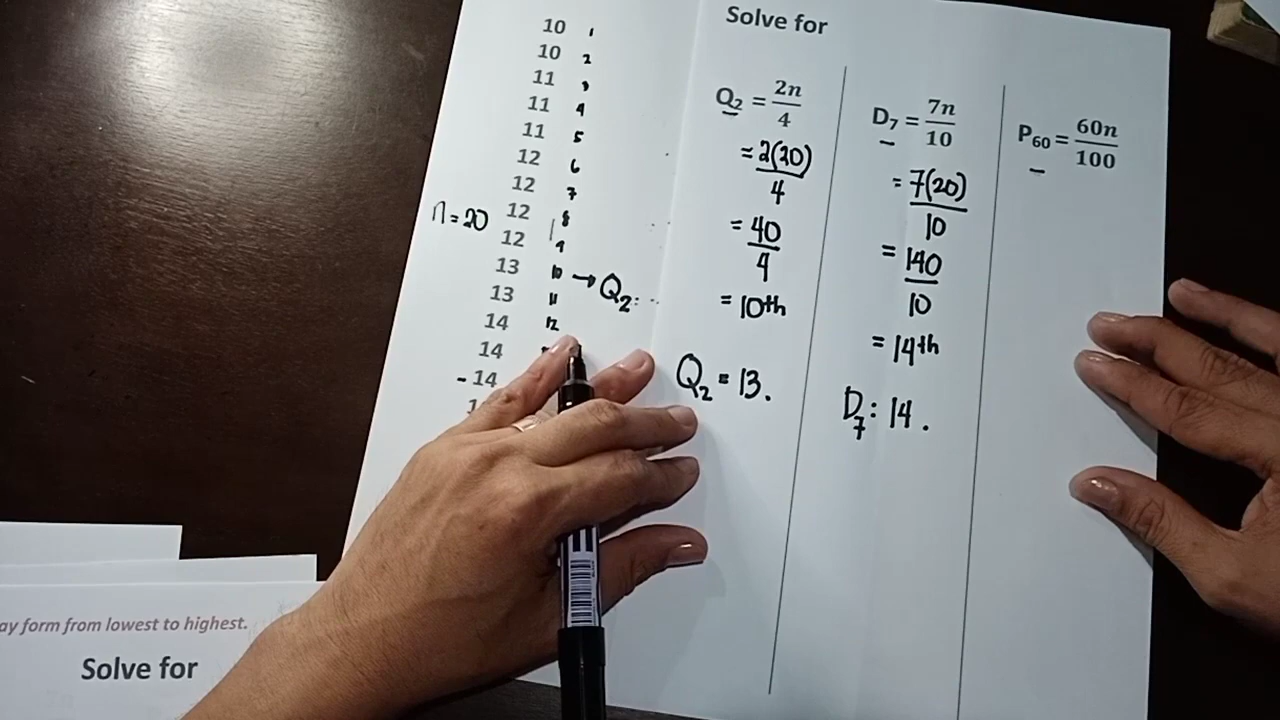 Solve for
10 1
10 2
11 3
11 4
11 5
12 6
12 7
n = 20 12 8
12 9
13 10 → Q2:
13 11
14 12
14
- 14
1
Q2 = 2n/4
= 2(20)/4
= 40/4
= 10th
Q2 = 13.
D7 = 7n/10
= 7(20)/10
= 140/10
= 14th
D7: 14.
P60 = 60n/100
ay form from lowest to highest.
Solve for